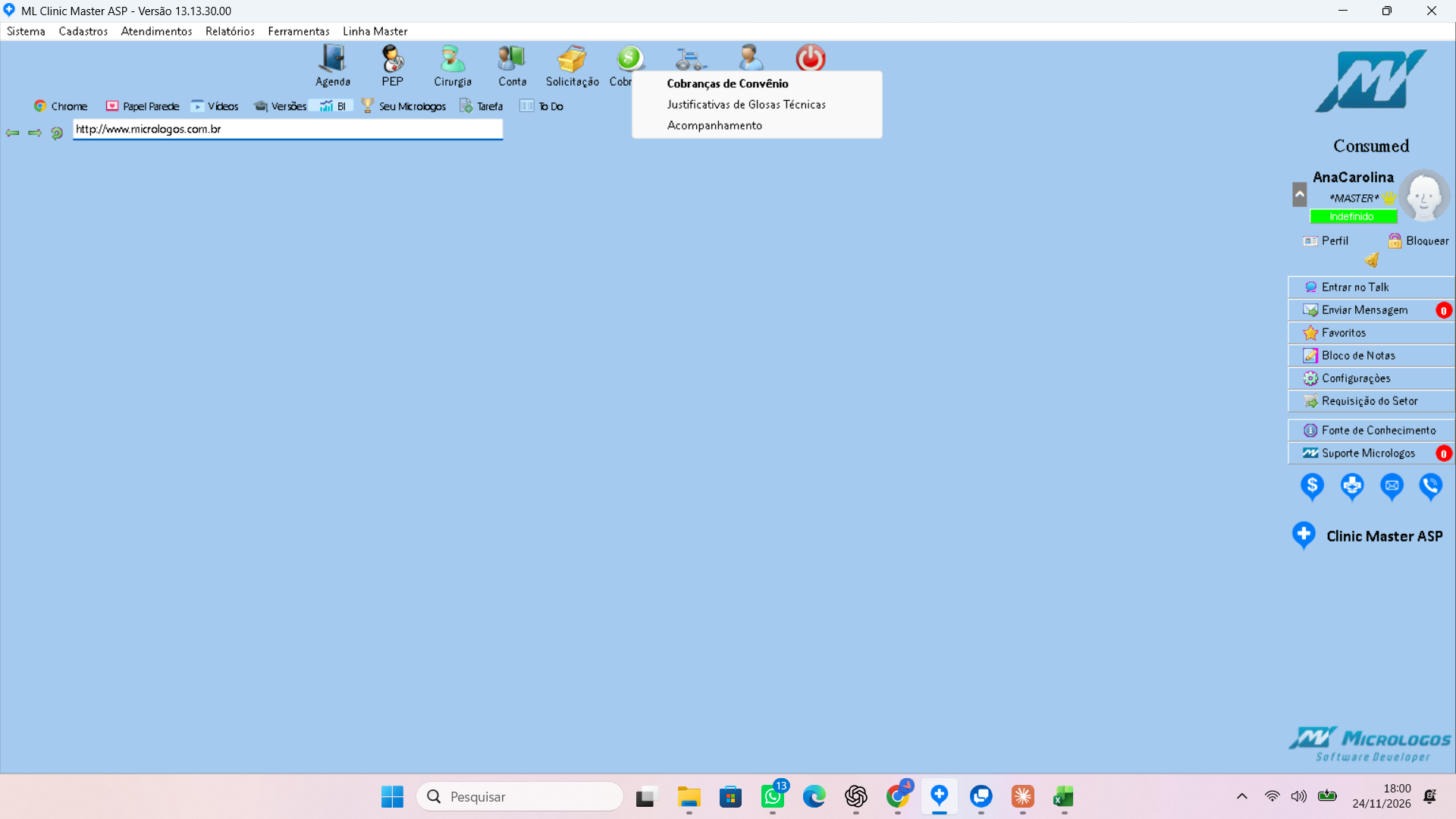 ML Clinic Master ASP - Versão 13.13.30.00
Sistema Cadastros Atendimentos Relatórios Ferramentas Linha Master
Agenda PEP Cirurgia Conta Solicitação Cobr
Cobranças de Convênio
Justificativas de Glosas Técnicas
Acompanhamento
Chrome Papel Parede Vídeos Versões BI Seu Micrologos Tarefa To Do
http://www.micrologos.com.br
Consumed
AnaCarolina
*MASTER*
Indefinido
Perfil Bloquear
Entrar no Talk
Enviar Mensagem 0
Favoritos
Bloco de Notas
Configurações
Requisição do Setor
Fonte de Conhecimento
Suporte Micrologos 0
Clinic Master ASP
MICROLOGOS
Software Developer
Pesquisar
13
18:00
24/11/2026